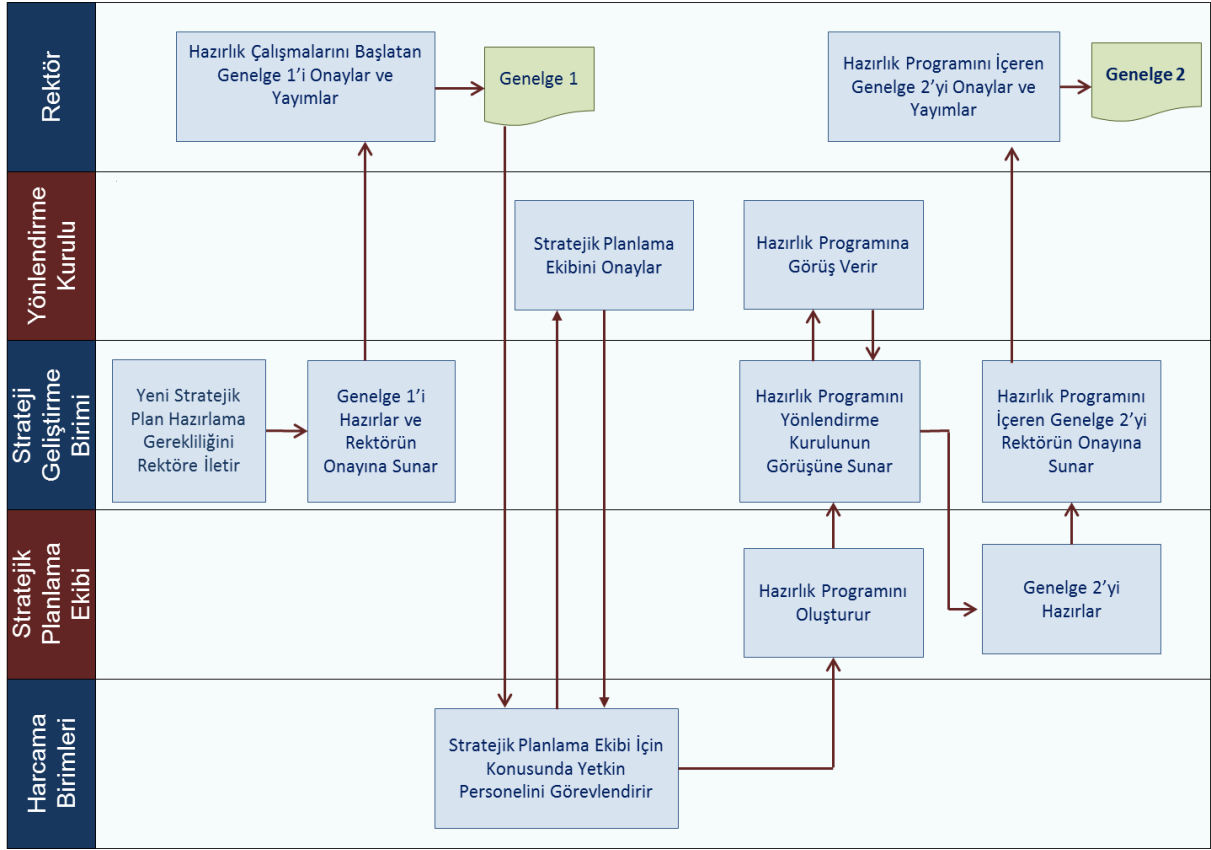 Rektör
Hazırlık Çalışmalarını Başlatan
Genelge 1’i Onaylar ve
Yayımlar
Genelge 1
Hazırlık Programını İçeren
Genelge 2’yi Onaylar ve
Yayımlar
Genelge 2
Yönlendirme
Kurulu
Stratejik Planlama
Ekibini Onaylar
Hazırlık Programına
Görüş Verir
Strateji
Geliştirme
Birimi
Yeni Stratejik
Plan Hazırlama
Gerekliliğini
Rektöre İletir
Genelge 1’i
Hazırlar ve
Rektörün
Onayına Sunar
Hazırlık Programını
Yönlendirme
Kurulunun
Görüşüne Sunar
Hazırlık Programını
İçeren Genelge 2’yi
Rektörün Onayına
Sunar
Stratejik
Planlama
Ekibi
Hazırlık Programını
Oluşturur
Genelge 2’yi
Hazırlar
Harcama
Birimleri
Stratejik Planlama Ekibi İçin
Konusunda Yetkin
Personelini Görevlendirir